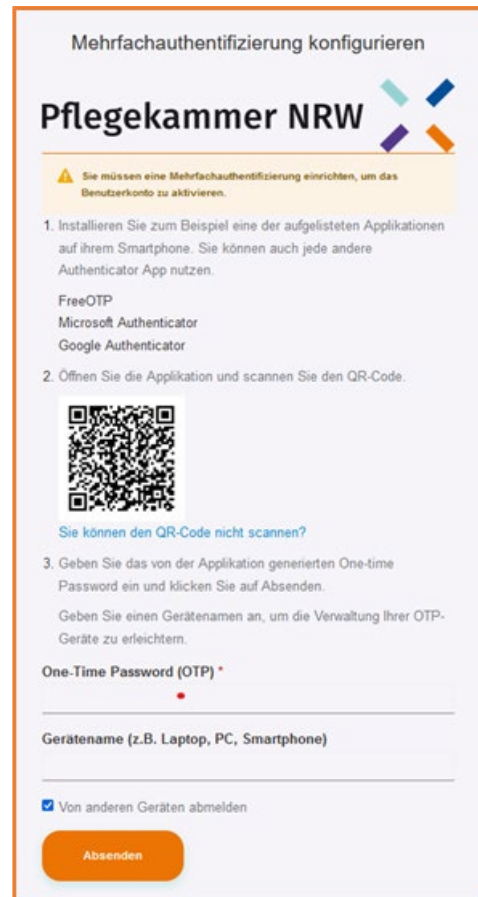 Mehrfachauthentifizierung konfigurieren
Pflegekammer NRW
Sie müssen eine Mehrfachauthentifizierung einrichten, um das
Benutzerkonto zu aktivieren.
1. Installieren Sie zum Beispiel eine der aufgelisteten Applikationen
auf ihrem Smartphone. Sie können auch jede andere
Authenticator App nutzen.
FreeOTP
Microsoft Authenticator
Google Authenticator
2. Öffnen Sie die Applikation und scannen Sie den QR-Code.
Sie können den QR-Code nicht scannen?
3. Geben Sie das von der Applikation generierten One-time
Password ein und klicken Sie auf Absenden.
Geben Sie einen Gerätenamen an, um die Verwaltung Ihrer OTP-
Geräte zu erleichtern.
One-Time Password (OTP) *
Gerätename (z.B. Laptop, PC, Smartphone)
Von anderen Geräten abmelden
Absenden